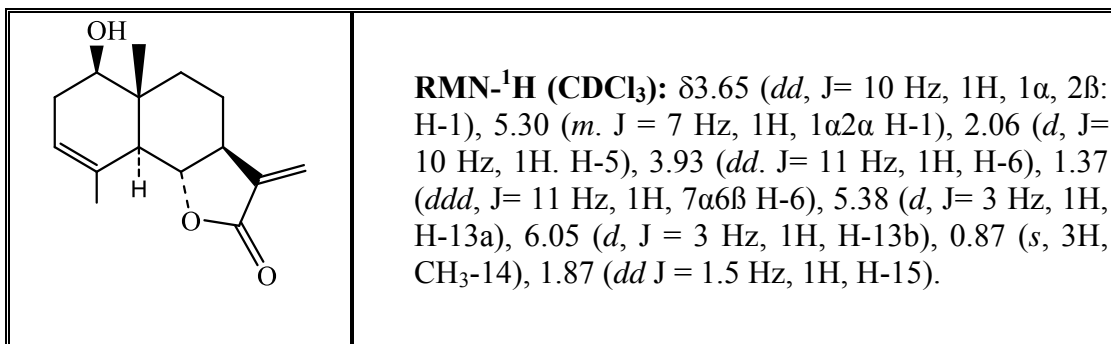 OH
H
O
O
RMN-¹H (CDCl₃): δ3.65 (dd, J= 10 Hz, 1H, 1α, 2ß:
H-1), 5.30 (m. J = 7 Hz, 1H, 1α2α H-1), 2.06 (d, J=
10 Hz, 1H. H-5), 3.93 (dd. J= 11 Hz, 1H, H-6), 1.37
(ddd, J= 11 Hz, 1H, 7α6ß H-6), 5.38 (d, J= 3 Hz, 1H,
H-13a), 6.05 (d, J = 3 Hz, 1H, H-13b), 0.87 (s, 3H,
CH₃-14), 1.87 (dd J = 1.5 Hz, 1H, H-15).